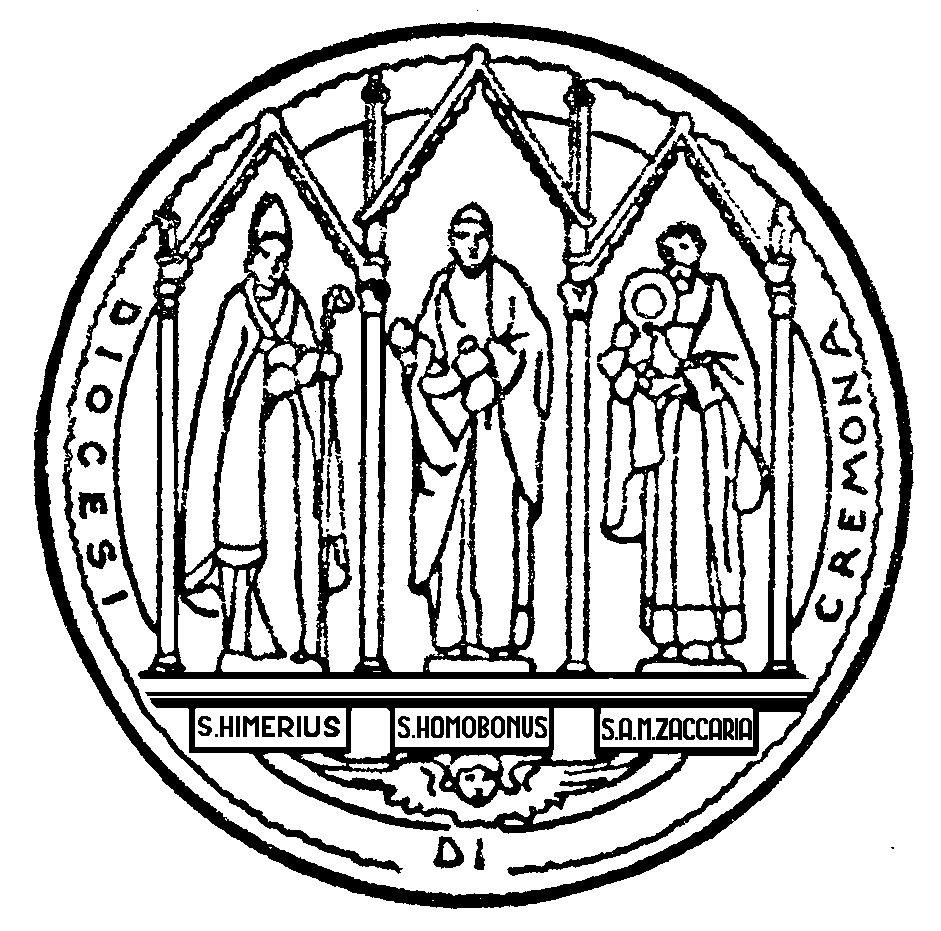 DIOCESI
DI
CREMONA
S.HIMERIUS
S.HOMOBONUS
S.A.M.ZACCARIA